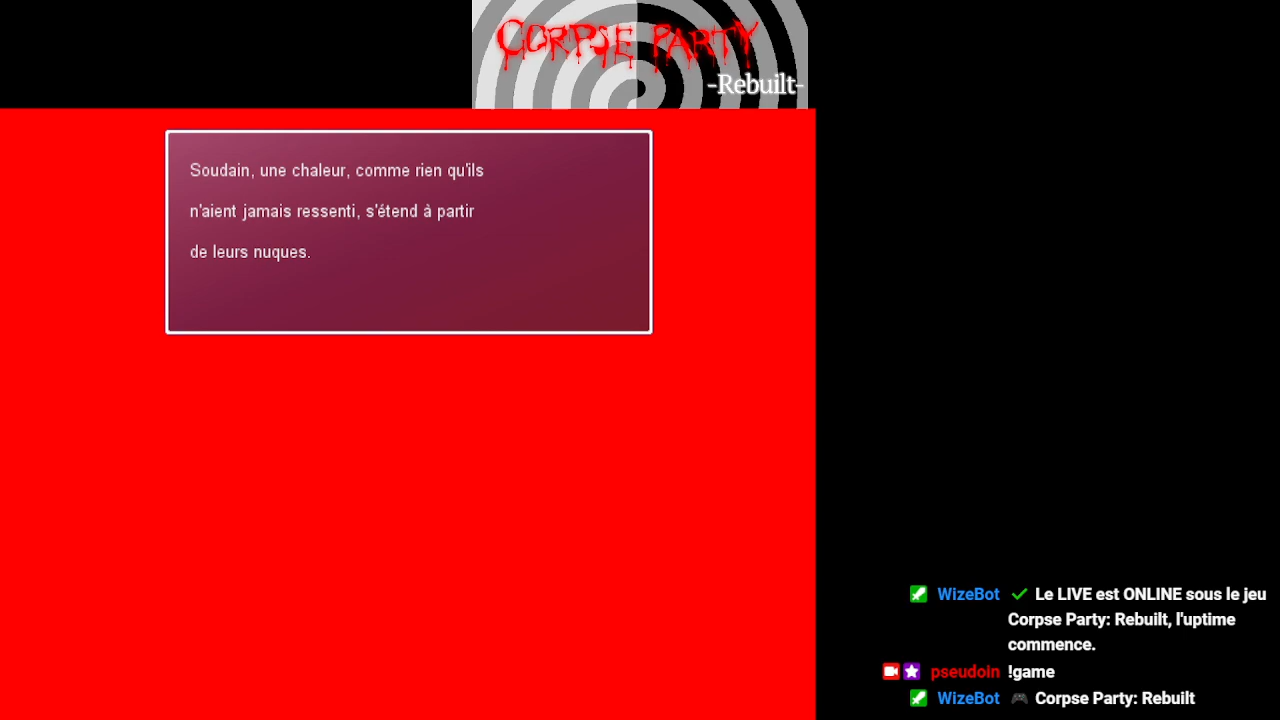 CORPSE PARTY
-Rebuilt-
Soudain, une chaleur, comme rien qu'ils
n'aient jamais ressenti, s'étend à partir
de leurs nuques.
WizeBot Le LIVE est ONLINE sous le jeu
Corpse Party: Rebuilt, l'uptime
commence.
pseudoin !game
WizeBot Corpse Party: Rebuilt